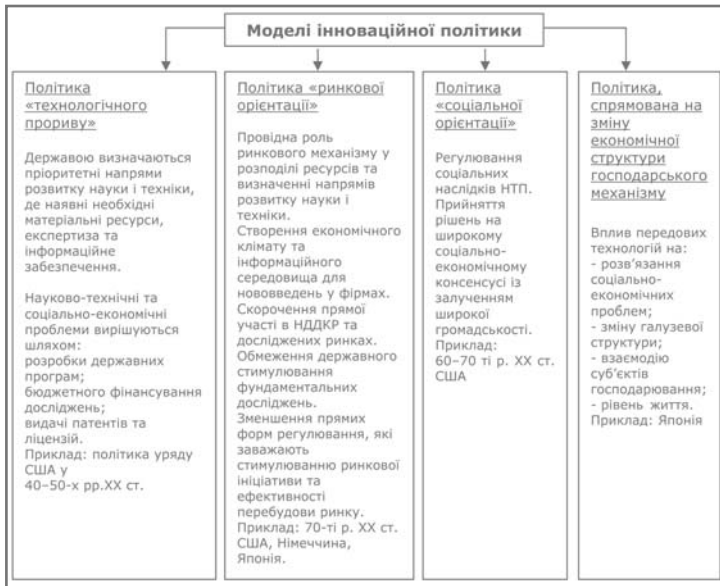 Моделі інноваційної політики
Політика
«технологічного
прориву»
Державою визначаються
пріоритетні напрями
розвитку науки і техніки,
де наявні необхідні
матеріальні ресурси,
експертиза та
інформаційне
забезпечення.
Науково-технічні та
соціально-економічні
проблеми вирішуються
шляхом:
розробки державних
програм;
бюджетного фінансування
досліджень;
видачі патентів та
ліцензій.
Приклад: політика уряду
США у
40–50-х рр.XX ст.
Політика «ринкової
орієнтації»
Провідна роль
ринкового механізму у
розподілі ресурсів та
визначенні напрямів
розвитку науки і
техніки.
Створення економічного
клімату та
інформаційного
середовища для
нововведень у фірмах.
Скорочення прямої
участі в НДДКР та
досліджених ринках.
Обмеження державного
стимулювання
фундаментальних
досліджень.
Зменшення прямих
форм регулювання, які
заважають
стимулюванню ринкової
ініціативи та
ефективності
перебудови ринку.
Приклад: 70-ті р. XX ст.
США, Німеччина,
Японія.
Політика
«соціальної
орієнтації»
Регулювання
соціальних
наслідків НТП.
Прийняття
рішень на
широкому
соціально-
економічному
консенсусі із
залученням
широкої
громадськості.
Приклад:
60–70 ті р. XX ст.
США
Політика,
спрямована на
зміну
економічної
структури
господарського
механізму
Вплив передових
технологій на:
- розв’язання
соціально-
економічних
проблем;
- зміну галузевої
структури;
- взаємодію
суб’єктів
господарювання;
- рівень життя.
Приклад: Японія